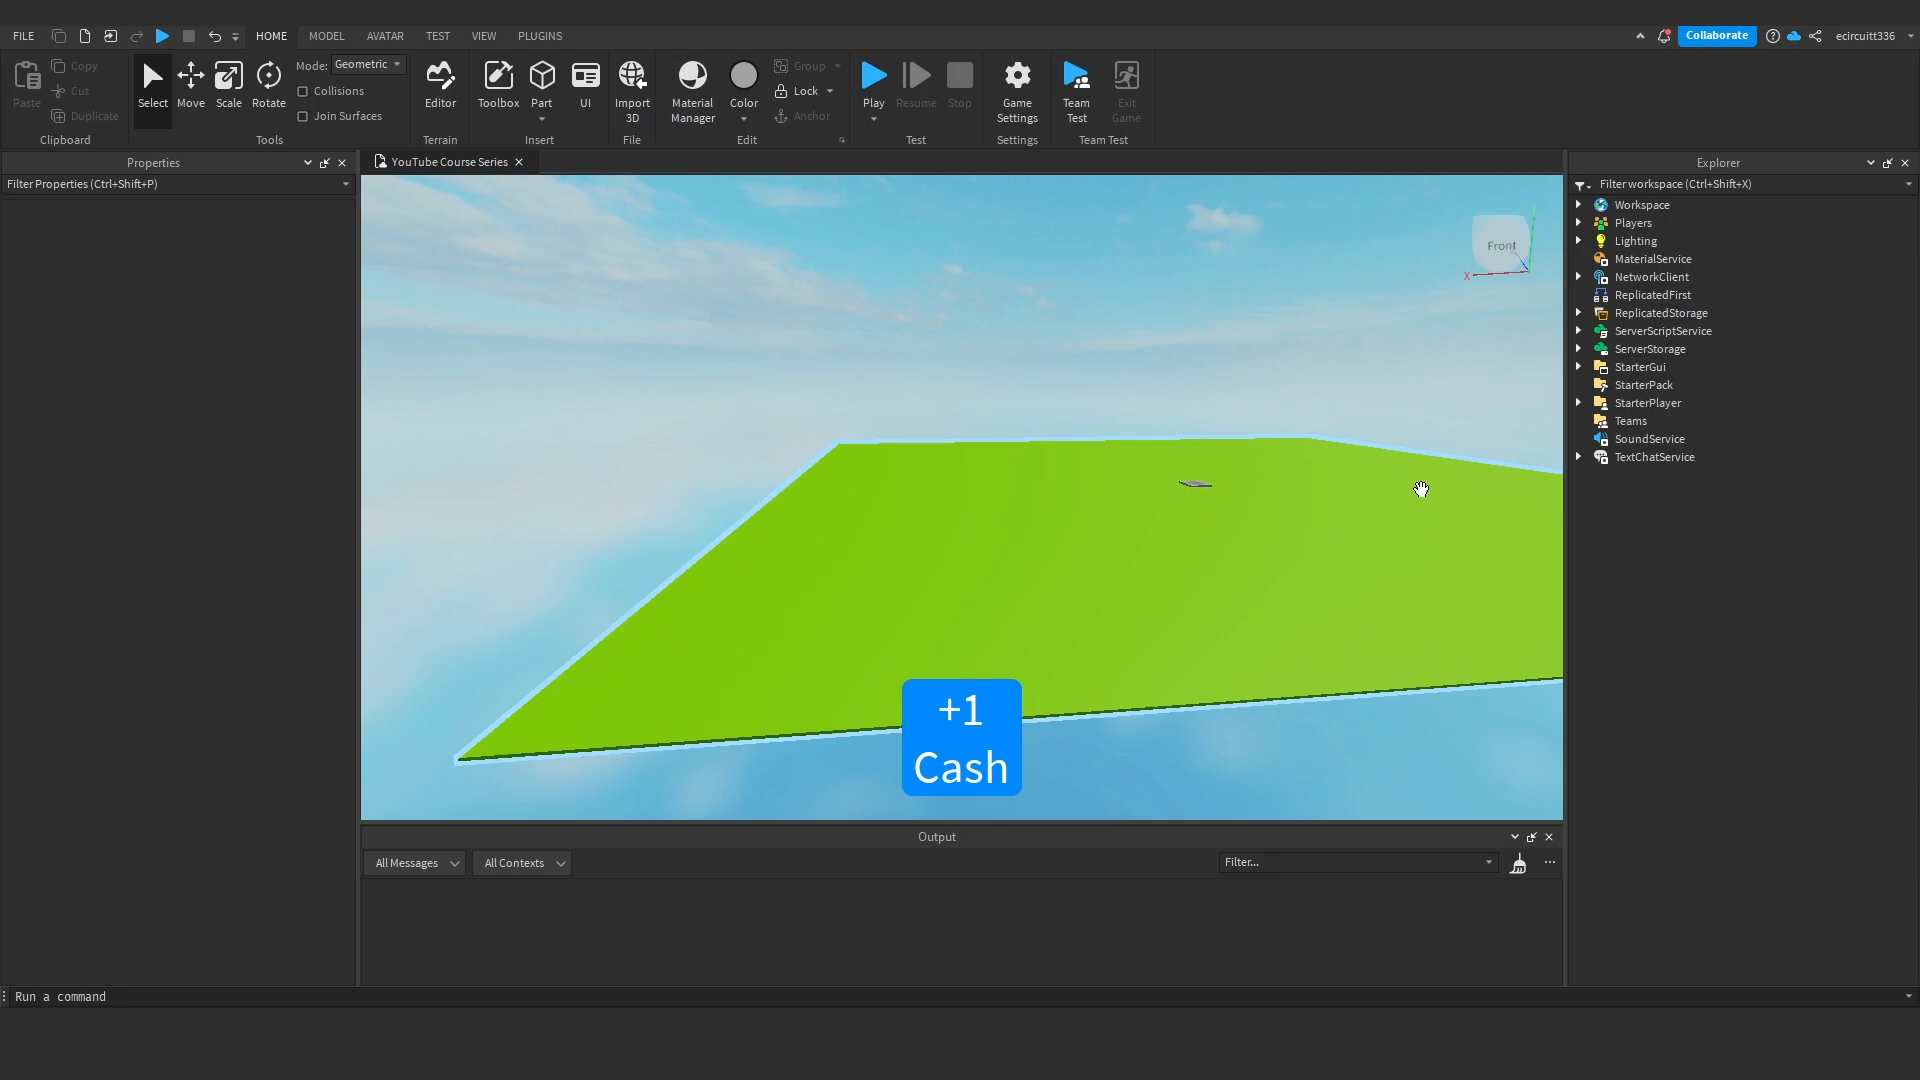 FILE HOME MODEL AVATAR TEST VIEW PLUGINS Collaborate ecircuitt336
Paste Copy Cut Duplicate Clipboard
Select Move Scale Rotate Mode: Geometric
Collisions
Join Surfaces
Tools
Editor
Terrain
Toolbox Part UI
Insert
Import 3D
File
Material Manager Color Group Lock Anchor
Edit
Play Resume Stop
Test
Game Settings
Settings
Team Test Exit Game
Team Test
Properties
Filter Properties (Ctrl+Shift+P)
YouTube Course Series
Front
X
+1
Cash
Output
All Messages All Contexts Filter...
Explorer
Filter workspace (Ctrl+Shift+X)
Workspace
Players
Lighting
MaterialService
NetworkClient
ReplicatedFirst
ReplicatedStorage
ServerScriptService
ServerStorage
StarterGui
StarterPack
StarterPlayer
Teams
SoundService
TextChatService
Run a command